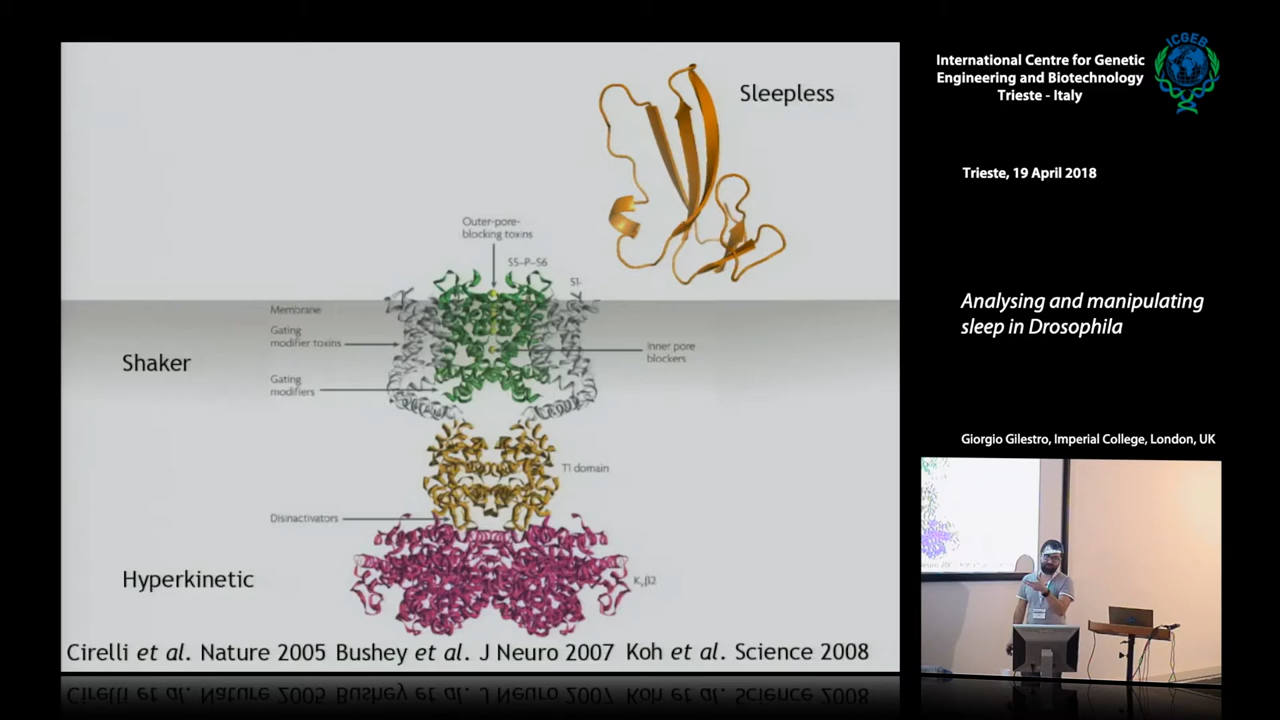 Sleepless
Outer-pore-
blocking toxins
S5–P–S6
S1-
Membrane
Gating
modifier toxins
Inner pore
blockers
Shaker
Gating
modifiers
T1 domain
Disinactivators
Hyperkinetic
Kvβ2
Cirelli et al. Nature 2005 Bushey et al. J Neuro 2007 Koh et al. Science 2008
International Centre for Genetic
Engineering and Biotechnology
Trieste - Italy
ICGEB
Trieste, 19 April 2018
Analysing and manipulating
sleep in Drosophila
Giorgio Gilestro, Imperial College, London, UK